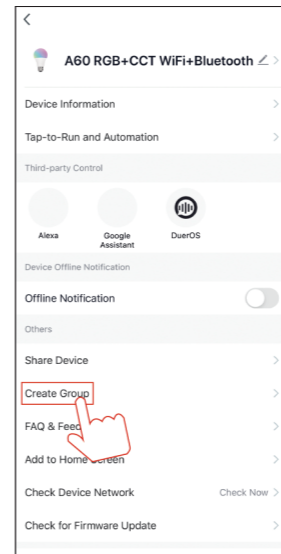 A60 RGB+CCT WiFi+Bluetooth
Device Information
Tap-to-Run and Automation
Third-party Control
Alexa
Google
Assistant
DuerOS
Device Offline Notification
Offline Notification
Others
Share Device
Create Group
FAQ & Feed
Add to Home Screen
Check Device Network
Check Now
Check for Firmware Update